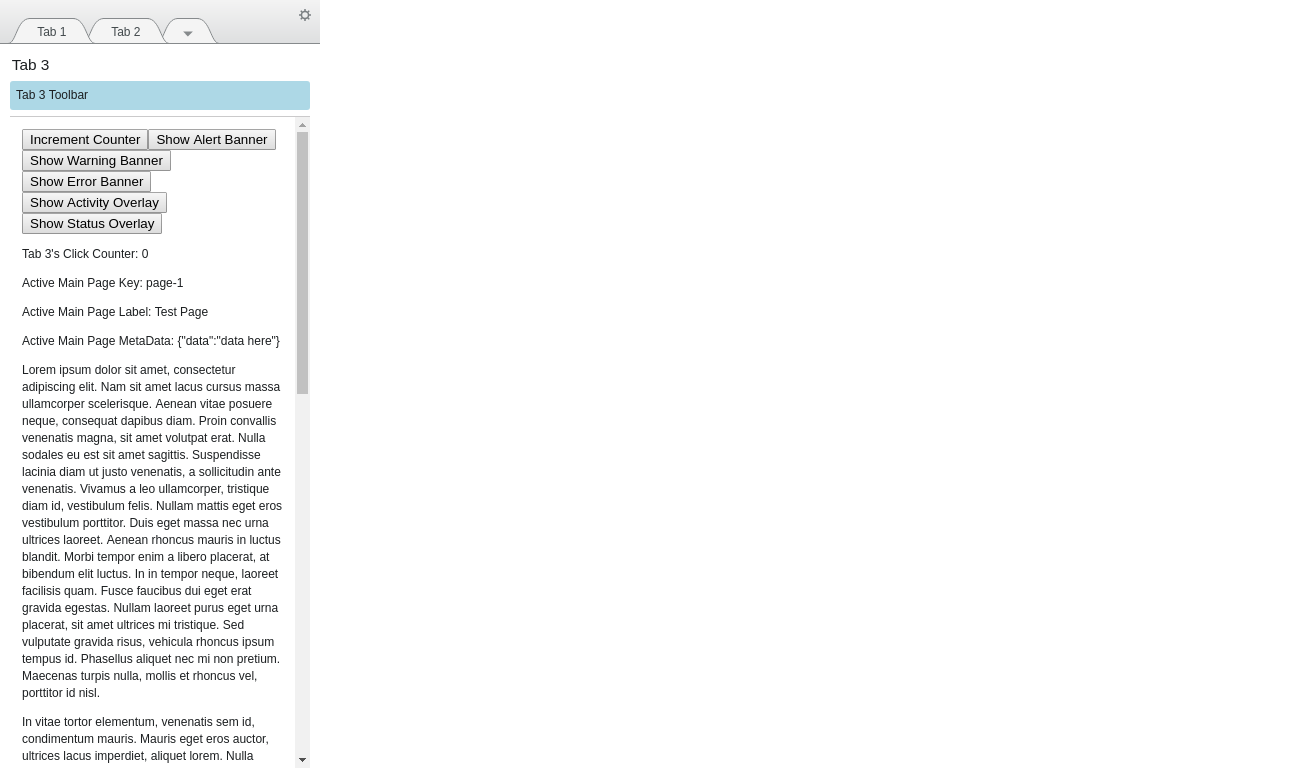 Tab 1
Tab 2
Tab 3
Tab 3 Toolbar
Increment Counter
Show Alert Banner
Show Warning Banner
Show Error Banner
Show Activity Overlay
Show Status Overlay
Tab 3's Click Counter: 0
Active Main Page Key: page-1
Active Main Page Label: Test Page
Active Main Page MetaData: {"data":"data here"}
Lorem ipsum dolor sit amet, consectetur
adipiscing elit. Nam sit amet lacus cursus massa
ullamcorper scelerisque. Aenean vitae posuere
neque, consequat dapibus diam. Proin convallis
venenatis magna, sit amet volutpat erat. Nulla
sodales eu est sit amet sagittis. Suspendisse
lacinia diam ut justo venenatis, a sollicitudin ante
venenatis. Vivamus a leo ullamcorper, tristique
diam id, vestibulum felis. Nullam mattis eget eros
vestibulum porttitor. Duis eget massa nec urna
ultrices laoreet. Aenean rhoncus mauris in luctus
blandit. Morbi tempor enim a libero placerat, at
bibendum elit luctus. In in tempor neque, laoreet
facilisis quam. Fusce faucibus dui eget erat
gravida egestas. Nullam laoreet purus eget urna
placerat, sit amet ultrices mi tristique. Sed
vulputate gravida risus, vehicula rhoncus ipsum
tempus id. Phasellus aliquet nec mi non pretium.
Maecenas turpis nulla, mollis et rhoncus vel,
porttitor id nisl.
In vitae tortor elementum, venenatis sem id,
condimentum mauris. Mauris eget eros auctor,
ultrices lacus imperdiet, aliquet lorem. Nulla